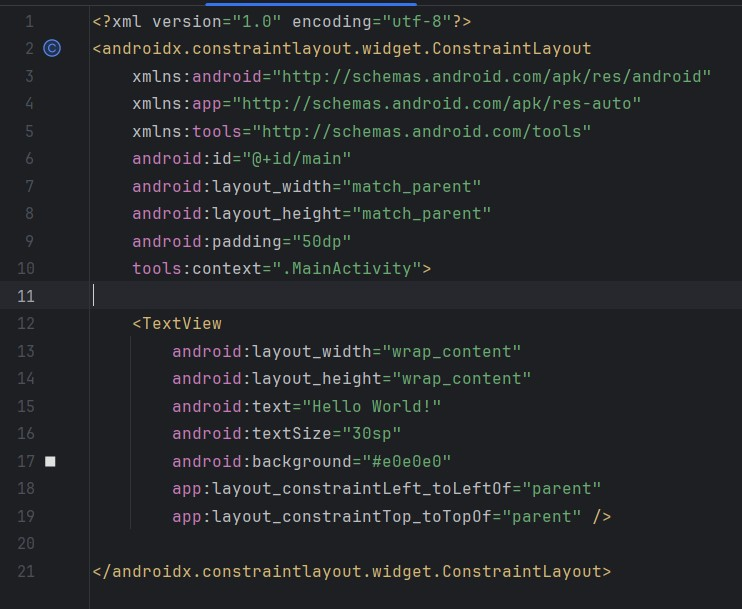 1 <?xml version="1.0" encoding="utf-8"?>
2 C <androidx.constraintlayout.widget.ConstraintLayout
3 xmlns:android="http://schemas.android.com/apk/res/android"
4 xmlns:app="http://schemas.android.com/apk/res-auto"
5 xmlns:tools="http://schemas.android.com/tools"
6 android:id="@+id/main"
7 android:layout_width="match_parent"
8 android:layout_height="match_parent"
9 android:padding="50dp"
10 tools:context=".MainActivity">
11
12 <TextView
13 android:layout_width="wrap_content"
14 android:layout_height="wrap_content"
15 android:text="Hello World!"
16 android:textSize="30sp"
17 android:background="#e0e0e0"
18 app:layout_constraintLeft_toLeftOf="parent"
19 app:layout_constraintTop_toTopOf="parent" />
20
21 </androidx.constraintlayout.widget.ConstraintLayout>